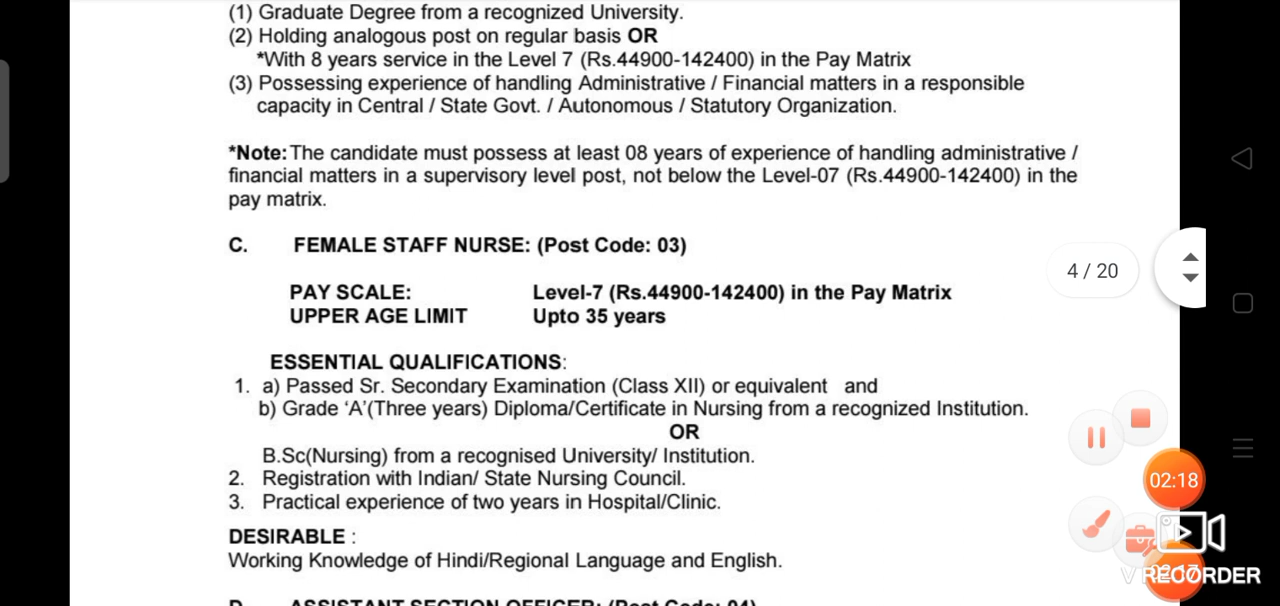 (1) Graduate Degree from a recognized University.
(2) Holding analogous post on regular basis OR
*With 8 years service in the Level 7 (Rs.44900-142400) in the Pay Matrix
(3) Possessing experience of handling Administrative / Financial matters in a responsible
capacity in Central / State Govt. / Autonomous / Statutory Organization.
*Note: The candidate must possess at least 08 years of experience of handling administrative /
financial matters in a supervisory level post, not below the Level-07 (Rs.44900-142400) in the
pay matrix.
C. FEMALE STAFF NURSE: (Post Code: 03)
4 / 20
PAY SCALE: Level-7 (Rs.44900-142400) in the Pay Matrix
UPPER AGE LIMIT Upto 35 years
ESSENTIAL QUALIFICATIONS:
1. a) Passed Sr. Secondary Examination (Class XII) or equivalent and
b) Grade ‘A’(Three years) Diploma/Certificate in Nursing from a recognized Institution.
OR
B.Sc(Nursing) from a recognised University/ Institution.
2. Registration with Indian/ State Nursing Council.
3. Practical experience of two years in Hospital/Clinic.
02:18
DESIRABLE :
Working Knowledge of Hindi/Regional Language and English.
V RECORDER
D. ASSISTANT SECTION OFFICER: (Post Code: 04)